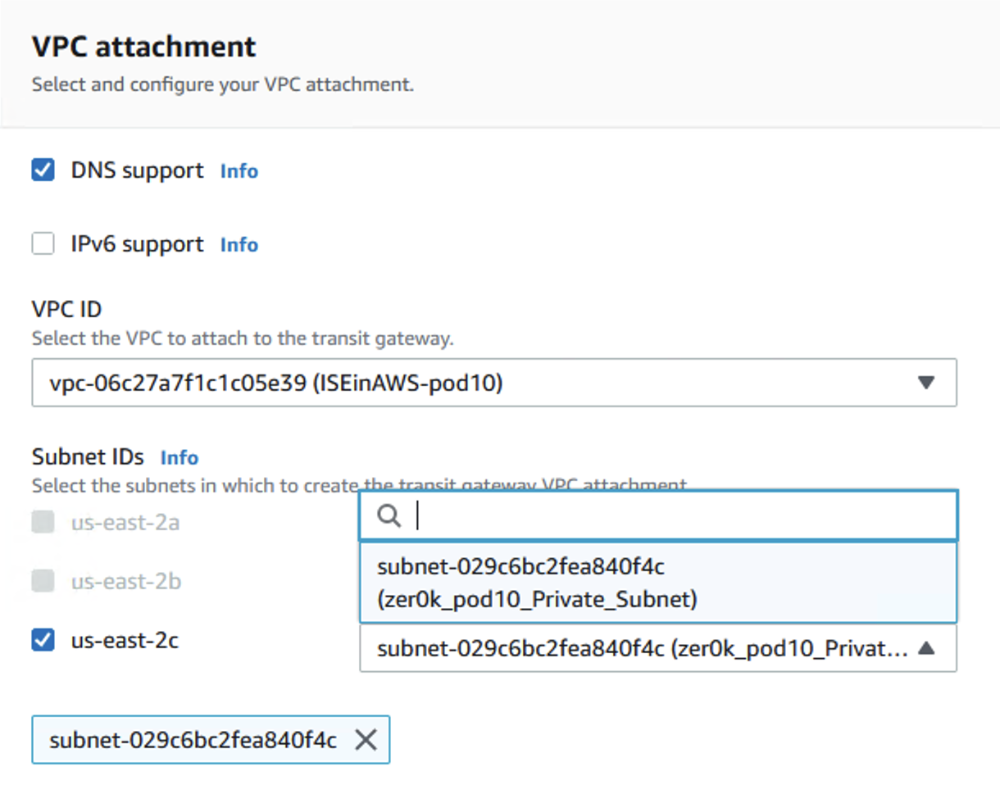 VPC attachment
Select and configure your VPC attachment.
DNS support Info
IPv6 support Info
VPC ID
Select the VPC to attach to the transit gateway.
vpc-06c27a7f1c1c05e39 (ISEinAWS-pod10)
Subnet IDs Info
Select the subnets in which to create the transit gateway VPC attachment
us-east-2a
subnet-029c6bc2fea840f4c
us-east-2b
(zer0k_pod10_Private_Subnet)
us-east-2c
subnet-029c6bc2fea840f4c (zer0k_pod10_Privat...
subnet-029c6bc2fea840f4c